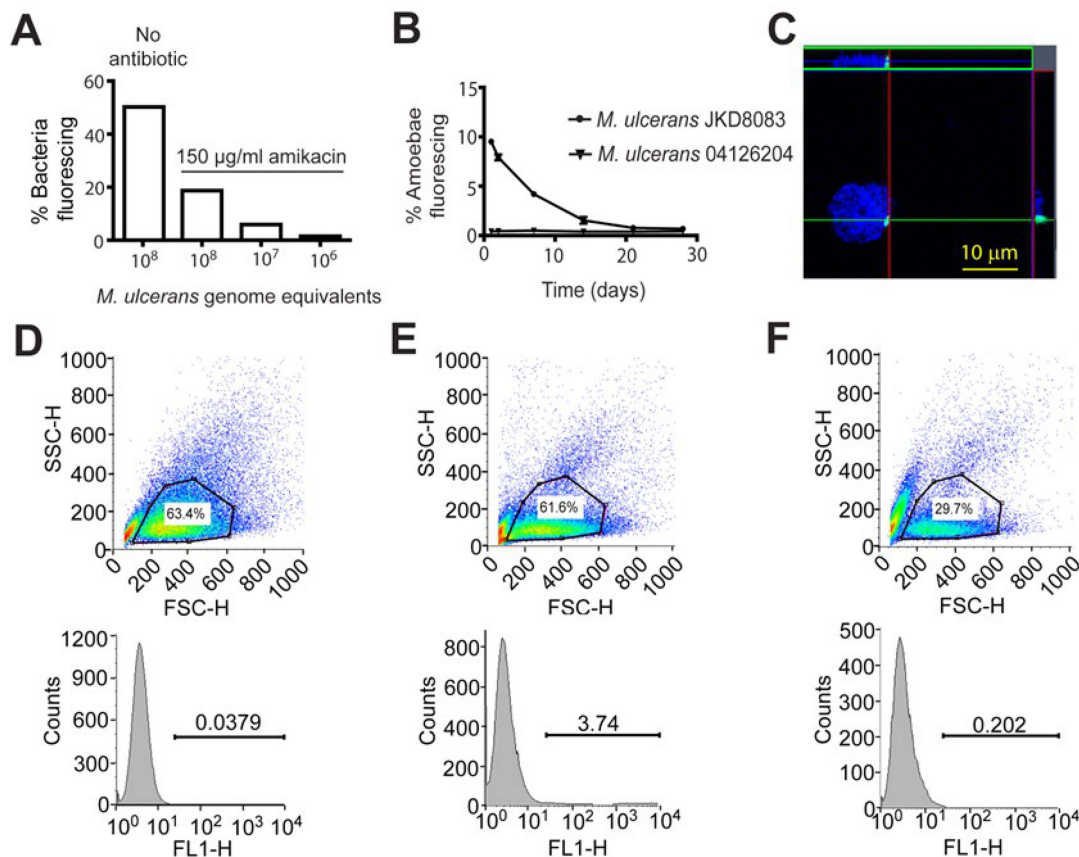 A
No
antibiotic
60
40
20
0
% Bacteria
fluorescing
150 µg/ml amikacin
10⁸
10⁸
10⁷
10⁶
M. ulcerans genome equivalents
B
15
10
5
0
% Amoebae
fluorescing
M. ulcerans JKD8083
M. ulcerans 04126204
0
10
20
30
Time (days)
C
10 µm
D
1000
800
600
400
200
0
SSC-H
63.4%
200
400
600
800
1000
FSC-H
1200
900
600
300
0
Counts
0.0379
10⁰
10¹
10²
10³
10⁴
FL1-H
E
1000
800
600
400
200
0
SSC-H
61.6%
200
400
600
800
1000
FSC-H
800
600
400
200
0
Counts
3.74
10⁰
10¹
10²
10³
10⁴
FL1-H
F
1000
800
600
400
200
0
SSC-H
29.7%
200
400
600
800
1000
FSC-H
500
400
300
200
100
0
Counts
0.202
10⁰
10¹
10²
10³
10⁴
FL1-H